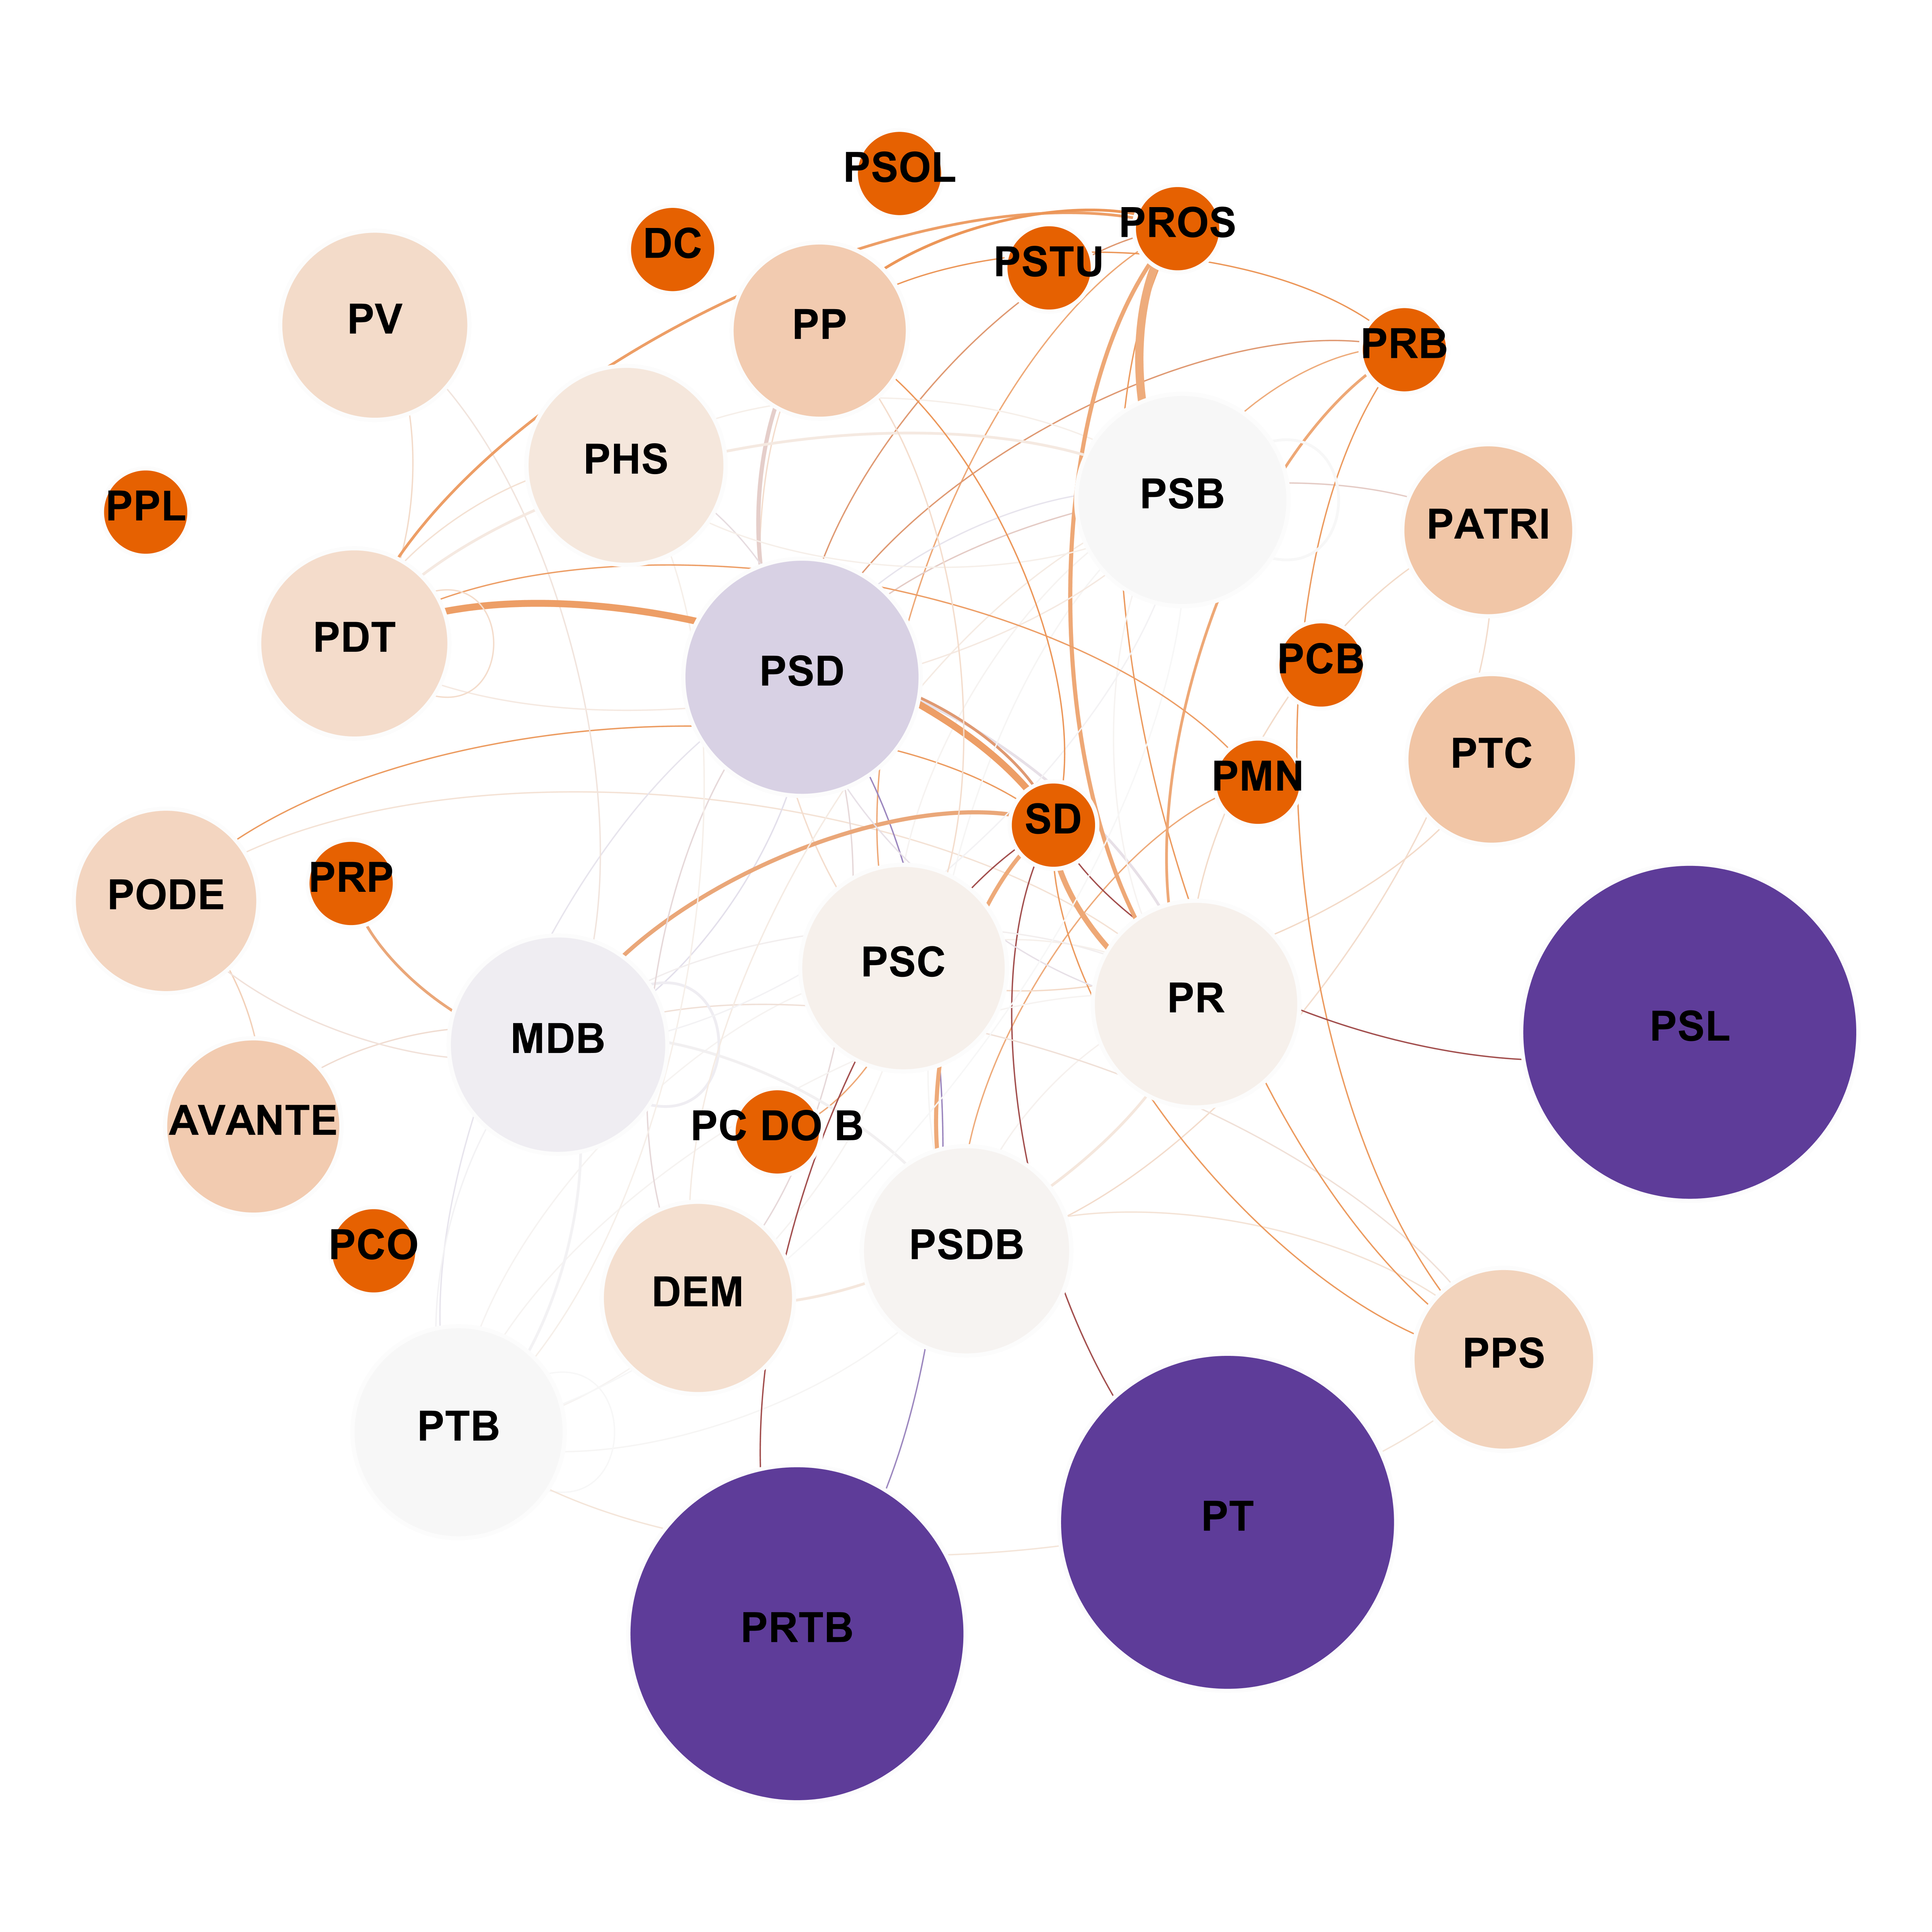 PSOL
PROS
DC
PSTU
PV
PP
PRB
PHS
PSB
PPL
PATRI
PDT
PSD
PCB
PTC
PMN
SD
PODE
PRP
PSC
PR
PSL
MDB
AVANTE
PC DO B
PCO
PSDB
DEM
PPS
PTB
PT
PRTB